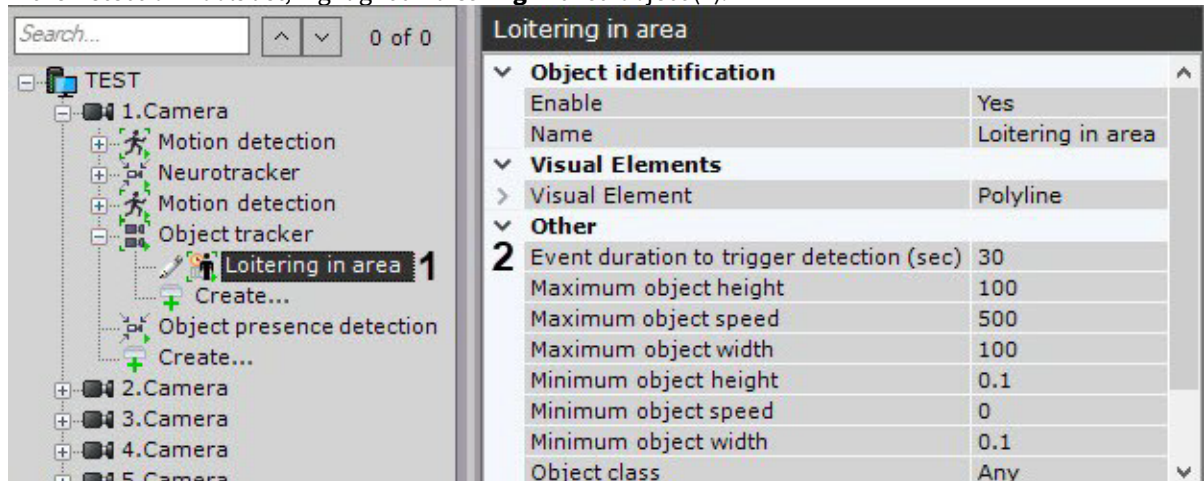 Search...
0 of 0
TEST
1.Camera
Motion detection
Neurotracker
Motion detection
Object tracker
Loitering in area 1
Create...
Object presence detection
Create...
2.Camera
3.Camera
4.Camera
5.Camera
Loitering in area
Object identification
Enable Yes
Name Loitering in area
Visual Elements
Visual Element Polyline
Other
2 Event duration to trigger detection (sec) 30
Maximum object height 100
Maximum object speed 500
Maximum object width 100
Minimum object height 0.1
Minimum object speed 0
Minimum object width 0.1
Object class Any